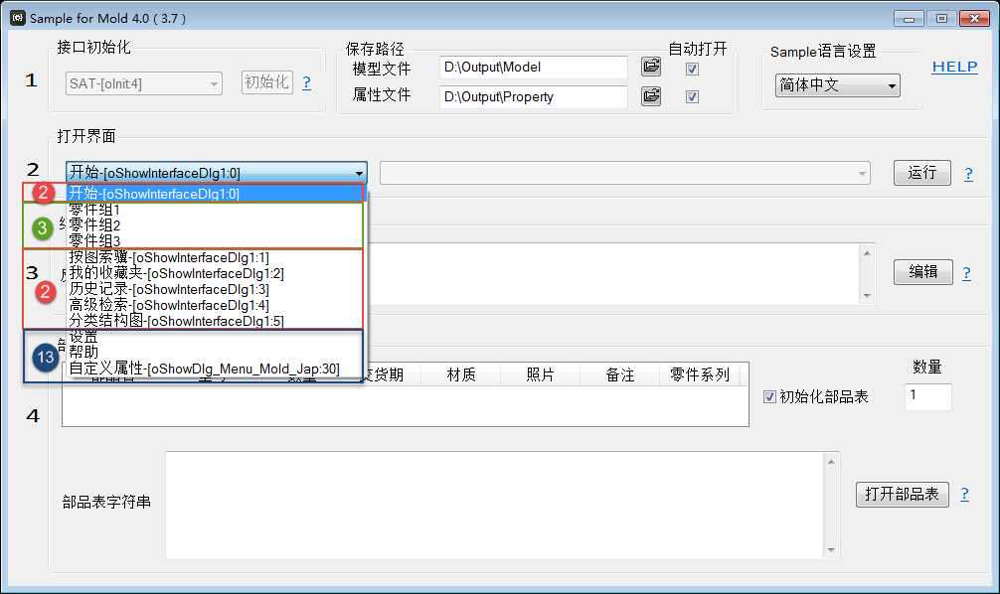 Sample for Mold 4.0 ( 3.7 )
接口初始化
1
SAT-[oInit:4]
初始化
?
保存路径
自动打开
模型文件
D:\Output\Model
属性文件
D:\Output\Property
Sample语言设置
简体中文
HELP
打开界面
2
开始-[oShowInterfaceDlg1:0]
运行
?
2
开始-[oShowInterfaceDlg1:0]
3
零件组1
零件组2
零件组3
3
2
按图索骥-[oShowInterfaceDlg1:1]
我的收藏夹-[oShowInterfaceDlg1:2]
历史记录-[oShowInterfaceDlg1:3]
高级检索-[oShowInterfaceDlg1:4]
分类结构图-[oShowInterfaceDlg1:5]
编辑
?
13
设置
帮助
自定义属性-[oShowDlg_Menu_Mold_Jap:30]
交货期 材质 照片 备注 零件系列
初始化部品表
数量
1
4
部品表字符串
打开部品表
?